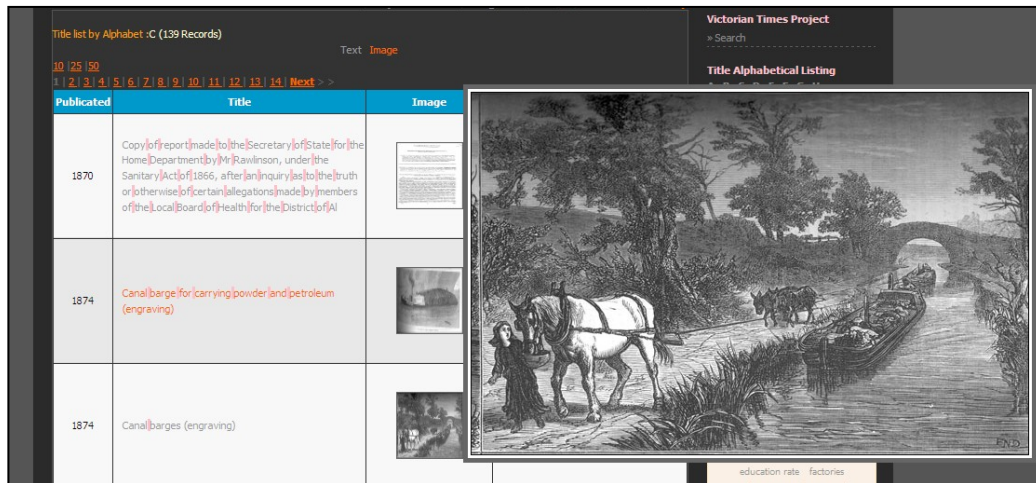 Title list by Alphabet :C (139 Records)
Text Image
10 |25 |50
1 | 2 | 3 | 4 | 5 | 6 | 7 | 8 | 9 | 10 | 11 | 12 | 13 | 14 | Next > >
Publicated Title Image
1870
Copy of report made to the Secretary of State for the
Home Department by Mr Rawlinson, under the
Sanitary Act of 1866, after an inquiry as to the truth
or otherwise of certain allegations made by members
of the Local Board of Health for the District of Al
1874
Canal barge for carrying powder and petroleum
(engraving)
1874
Canal barges (engraving)
Victorian Times Project
» Search
Title Alphabetical Listing
education rate factories